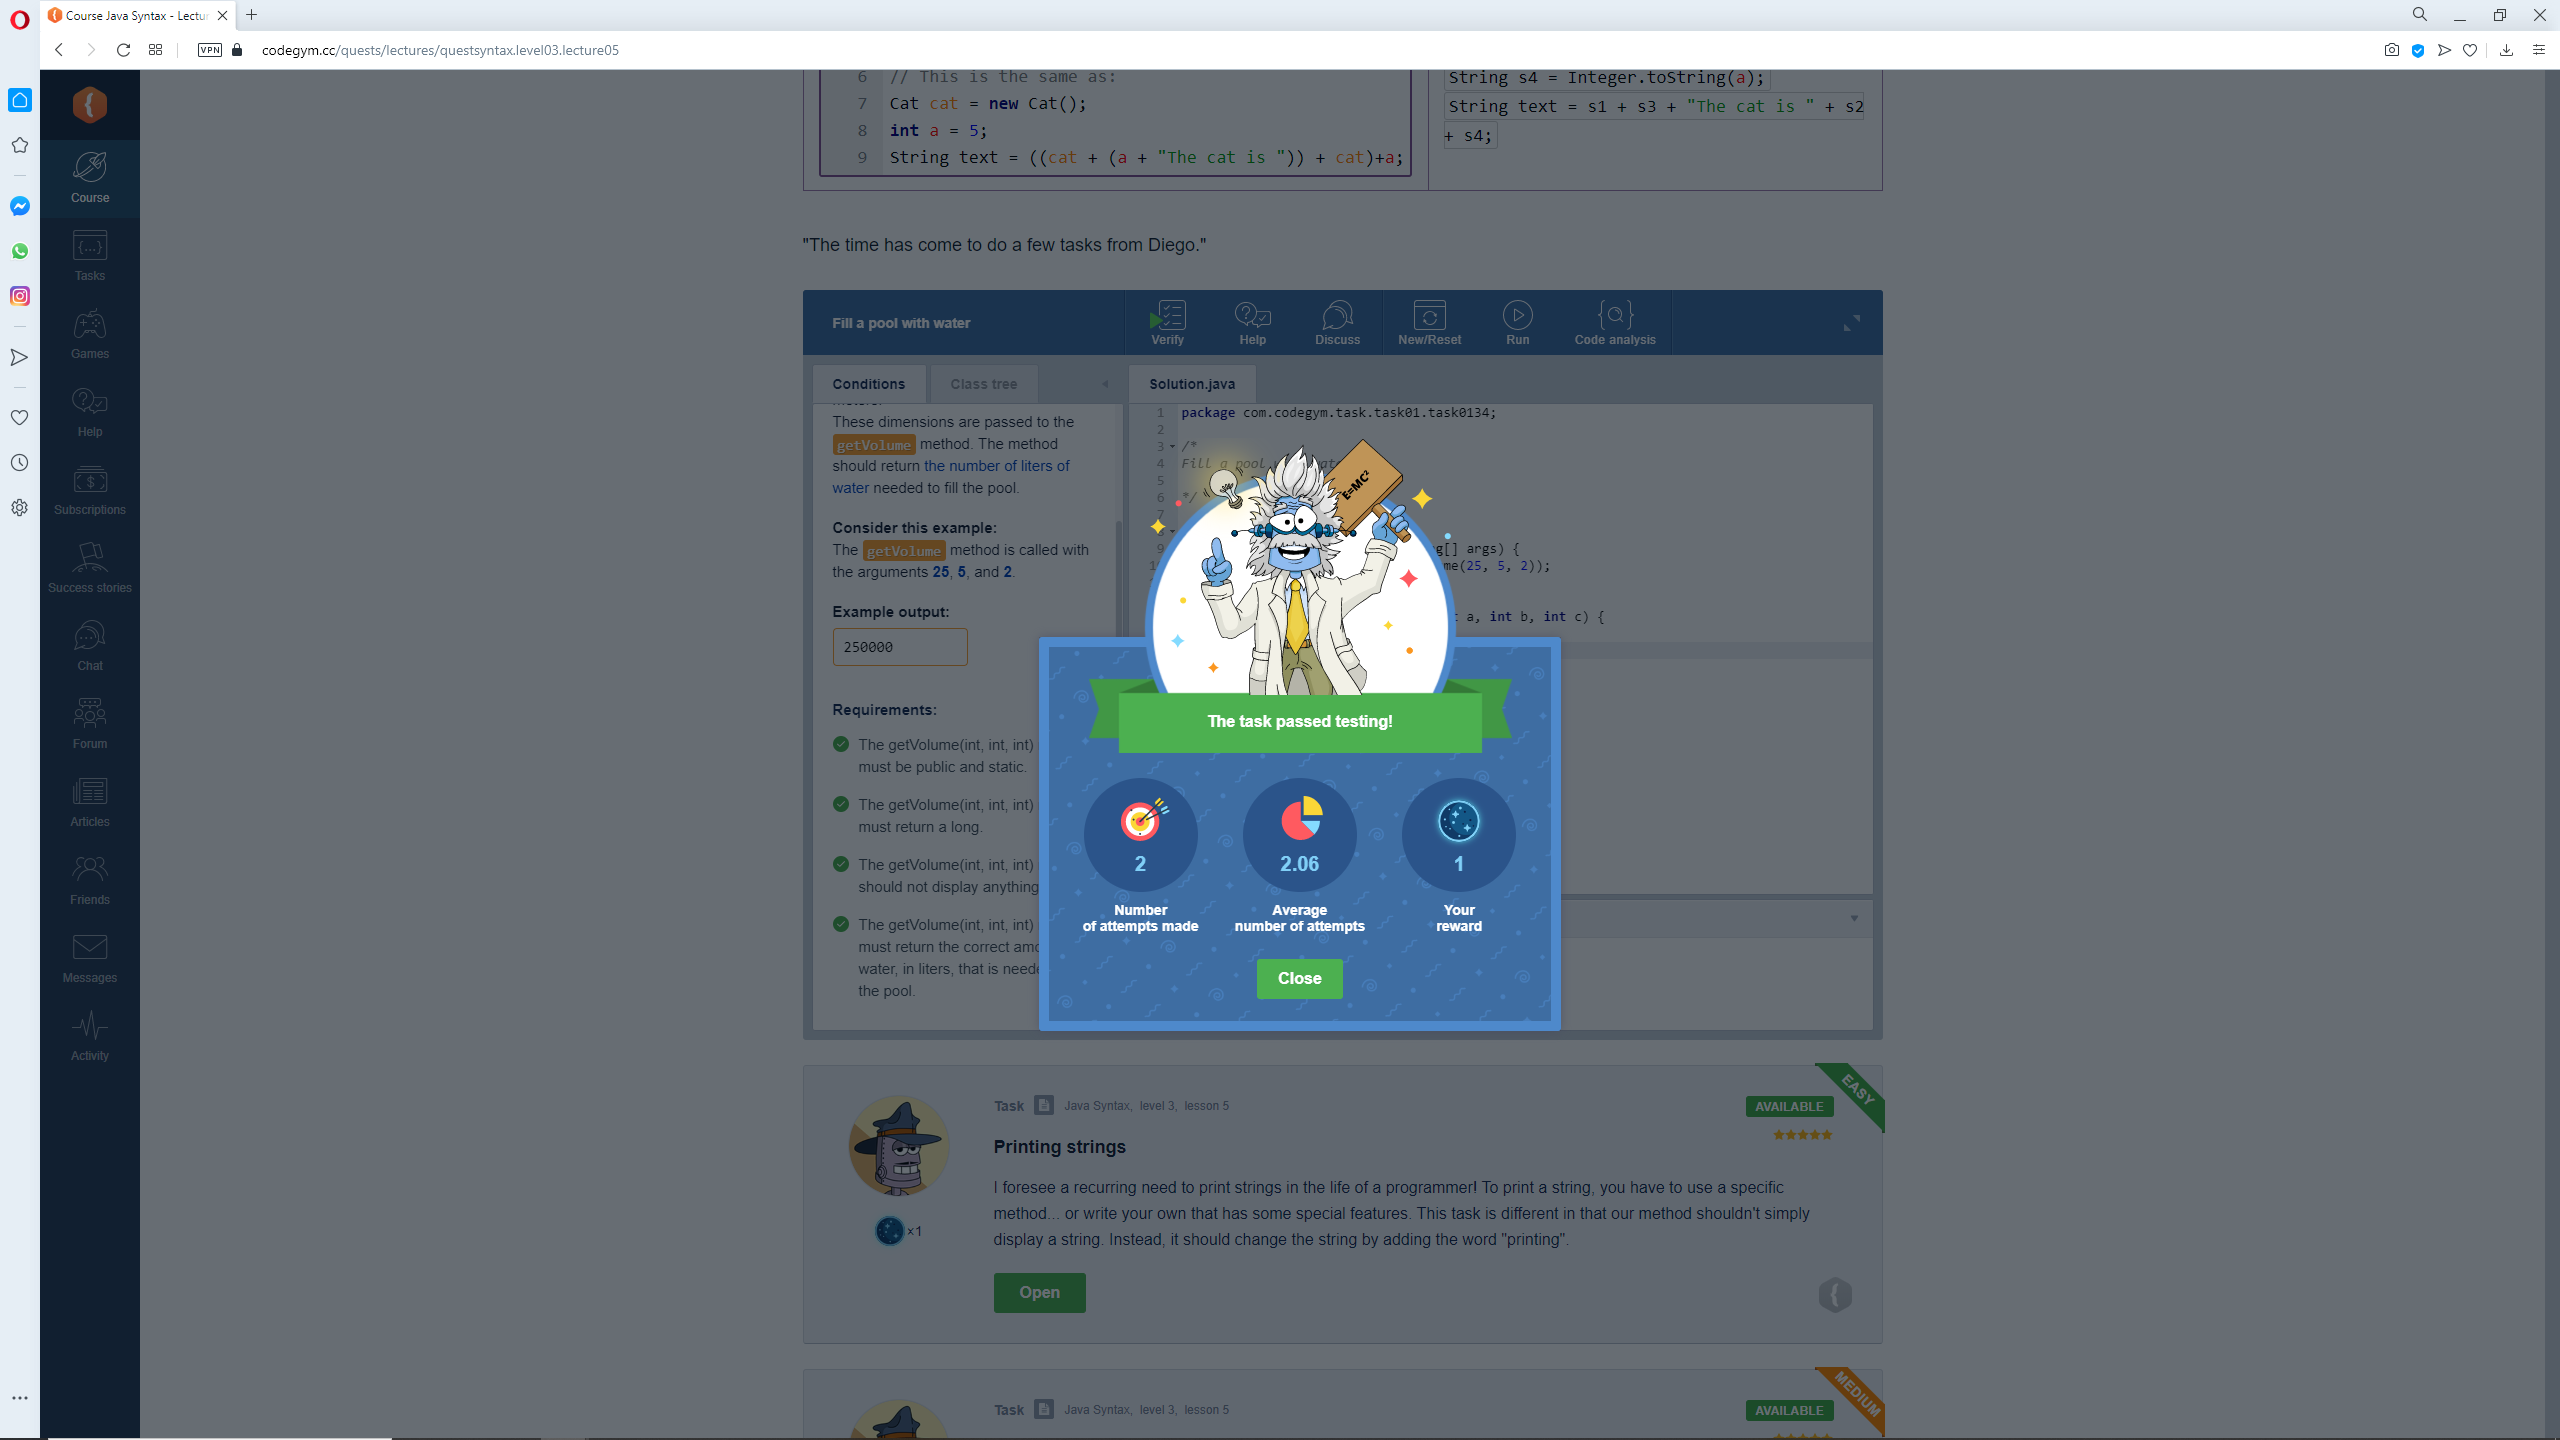 Course Java Syntax - Lectu
VPN
codegym.cc/quests/lectures/questsyntax.level03.lecture05
Course
Tasks
Games
Help
Subscriptions
Success stories
Chat
Forum
Articles
Friends
Messages
Activity
6 // This is the same as:
7 Cat cat = new Cat();
8 int a = 5;
9 String text = ((cat + (a + "The cat is ")) + cat)+a;
String s4 = Integer.toString(a);
String text = s1 + s3 + "The cat is " + s2
+ s4;
"The time has come to do a few tasks from Diego."
Fill a pool with water
Verify
Help
Discuss
New/Reset
Run
Code analysis
Conditions
Class tree
Solution.java
These dimensions are passed to the
getVolume method. The method
should return the number of liters of
water needed to fill the pool.
Consider this example:
The getVolume method is called with
the arguments 25, 5, and 2.
Example output:
250000
Requirements:
The getVolume(int, int, int)
must be public and static.
The getVolume(int, int, int)
must return a long.
The getVolume(int, int, int)
should not display anything
The getVolume(int, int, int)
must return the correct amo
water, in liters, that is neede
the pool.
1 package com.codegym.task.task01.task0134;
2
3 /*
4 Fill a pool
5
6 */
7
9
g[] args) {
me(25, 5, 2));
a, int b, int c) {
E=MC²
The task passed testing!
2
Number
of attempts made
2.06
Average
number of attempts
1
Your
reward
Close
Task Java Syntax, level 3, lesson 5
AVAILABLE
EASY
Printing strings
I foresee a recurring need to print strings in the life of a programmer! To print a string, you have to use a specific
method... or write your own that has some special features. This task is different in that our method shouldn't simply
display a string. Instead, it should change the string by adding the word "printing".
×1
Open
Task Java Syntax, level 3, lesson 5
AVAILABLE
MEDIUM